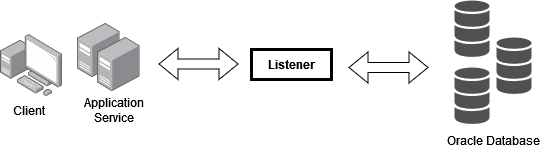 Client
Application
Service
Listener
Oracle Database